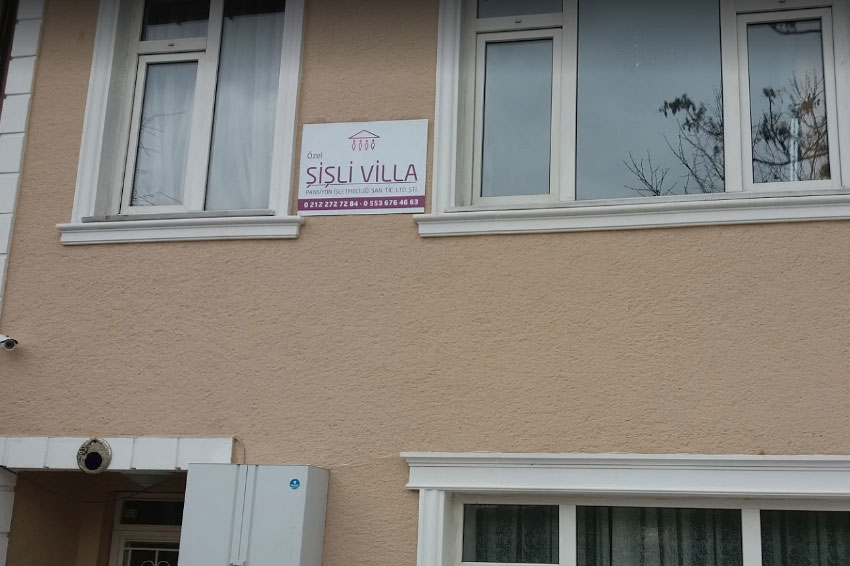 Özel
ŞİŞLİ VİLLA
PANSİYON İŞLETMECİLİĞİ SAN. TİC. LTD. ŞTİ.
0 212 272 72 84 - 0 553 676 46 63